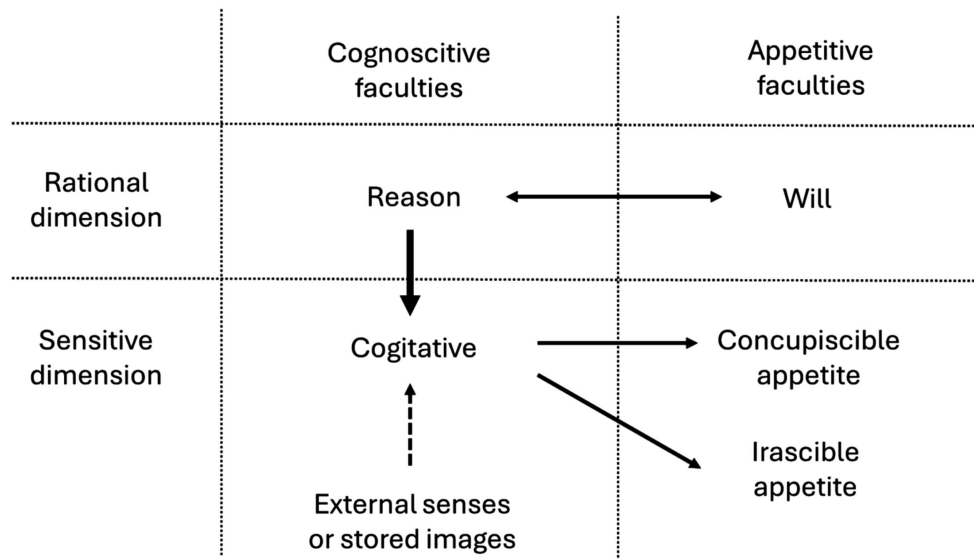 Cognoscitive
faculties
Appetitive
faculties
Rational
dimension
Reason
Will
Sensitive
dimension
Cogitative
Concupiscible
appetite
Irascible
appetite
External senses
or stored images